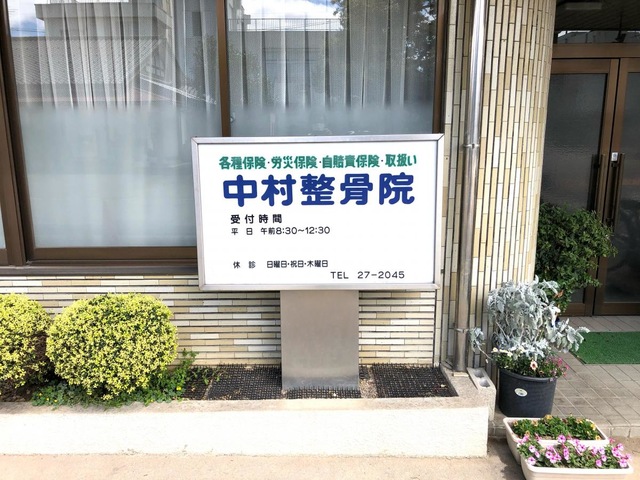 各種保険・労災保険・自賠責保険・取扱い
中村整骨院
受付時間
平日 午前8:30〜12:30
休診 日曜日・祝日・木曜日
TEL 27-2045